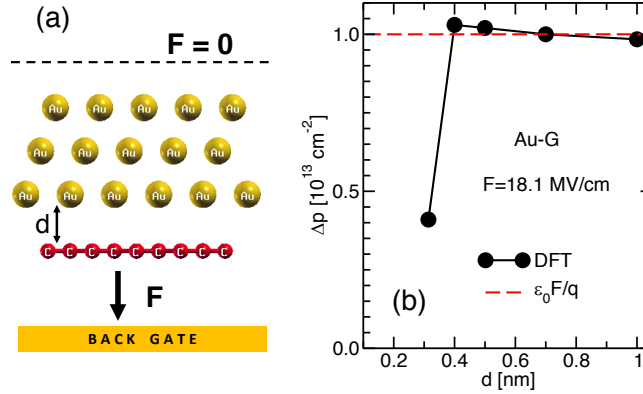 (a)
F = 0
Au Au Au Au Au
Au Au Au Au Au
Au Au Au Au Au Au
d
C C C C C C C C C
F
BACK GATE
(b)
Δp [10¹³ cm⁻²]
1.0
0.5
0.0
Au-G
F=18.1 MV/cm
DFT
ε₀F/q
0.2 0.4 0.6 0.8 1
d [nm]